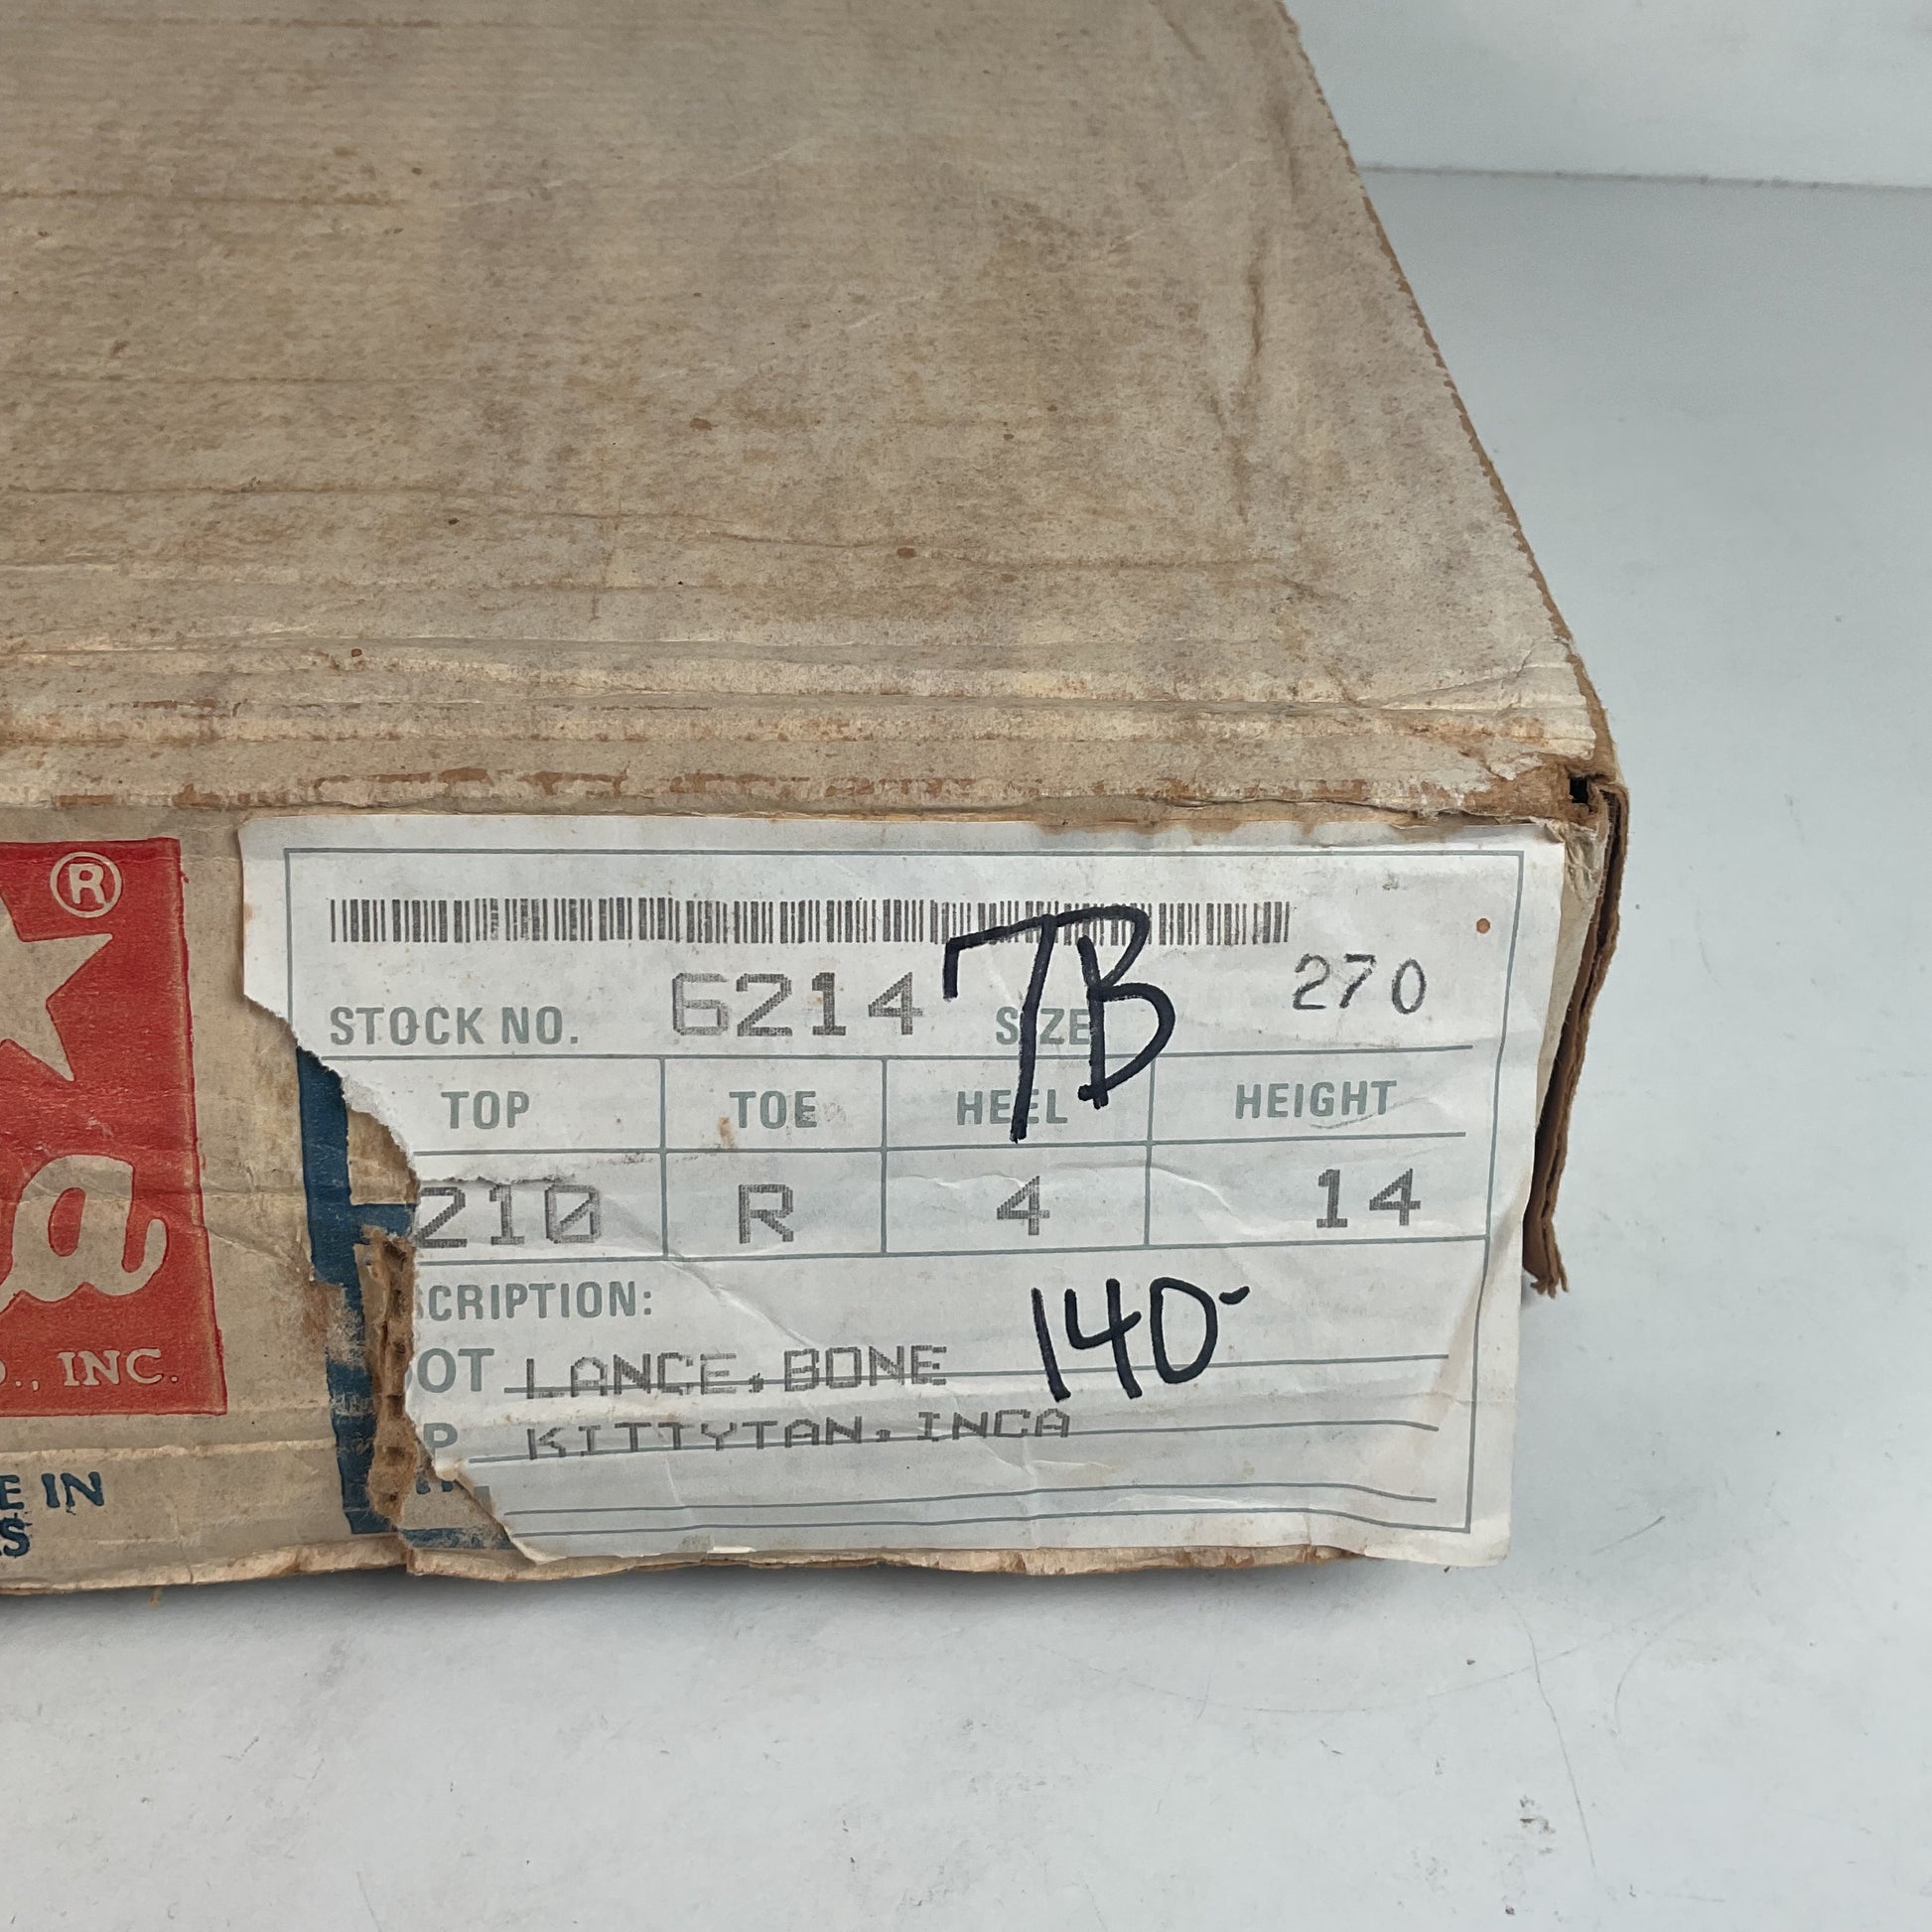 ®
a
., INC.
E IN
S
STOCK NO. 6214 SIZE 7B 270
TOP TOE HEEL HEIGHT
210 R 4 14
CRIPTION:
OT LANCE.BONE 140-
P KITTYTAN.INCA